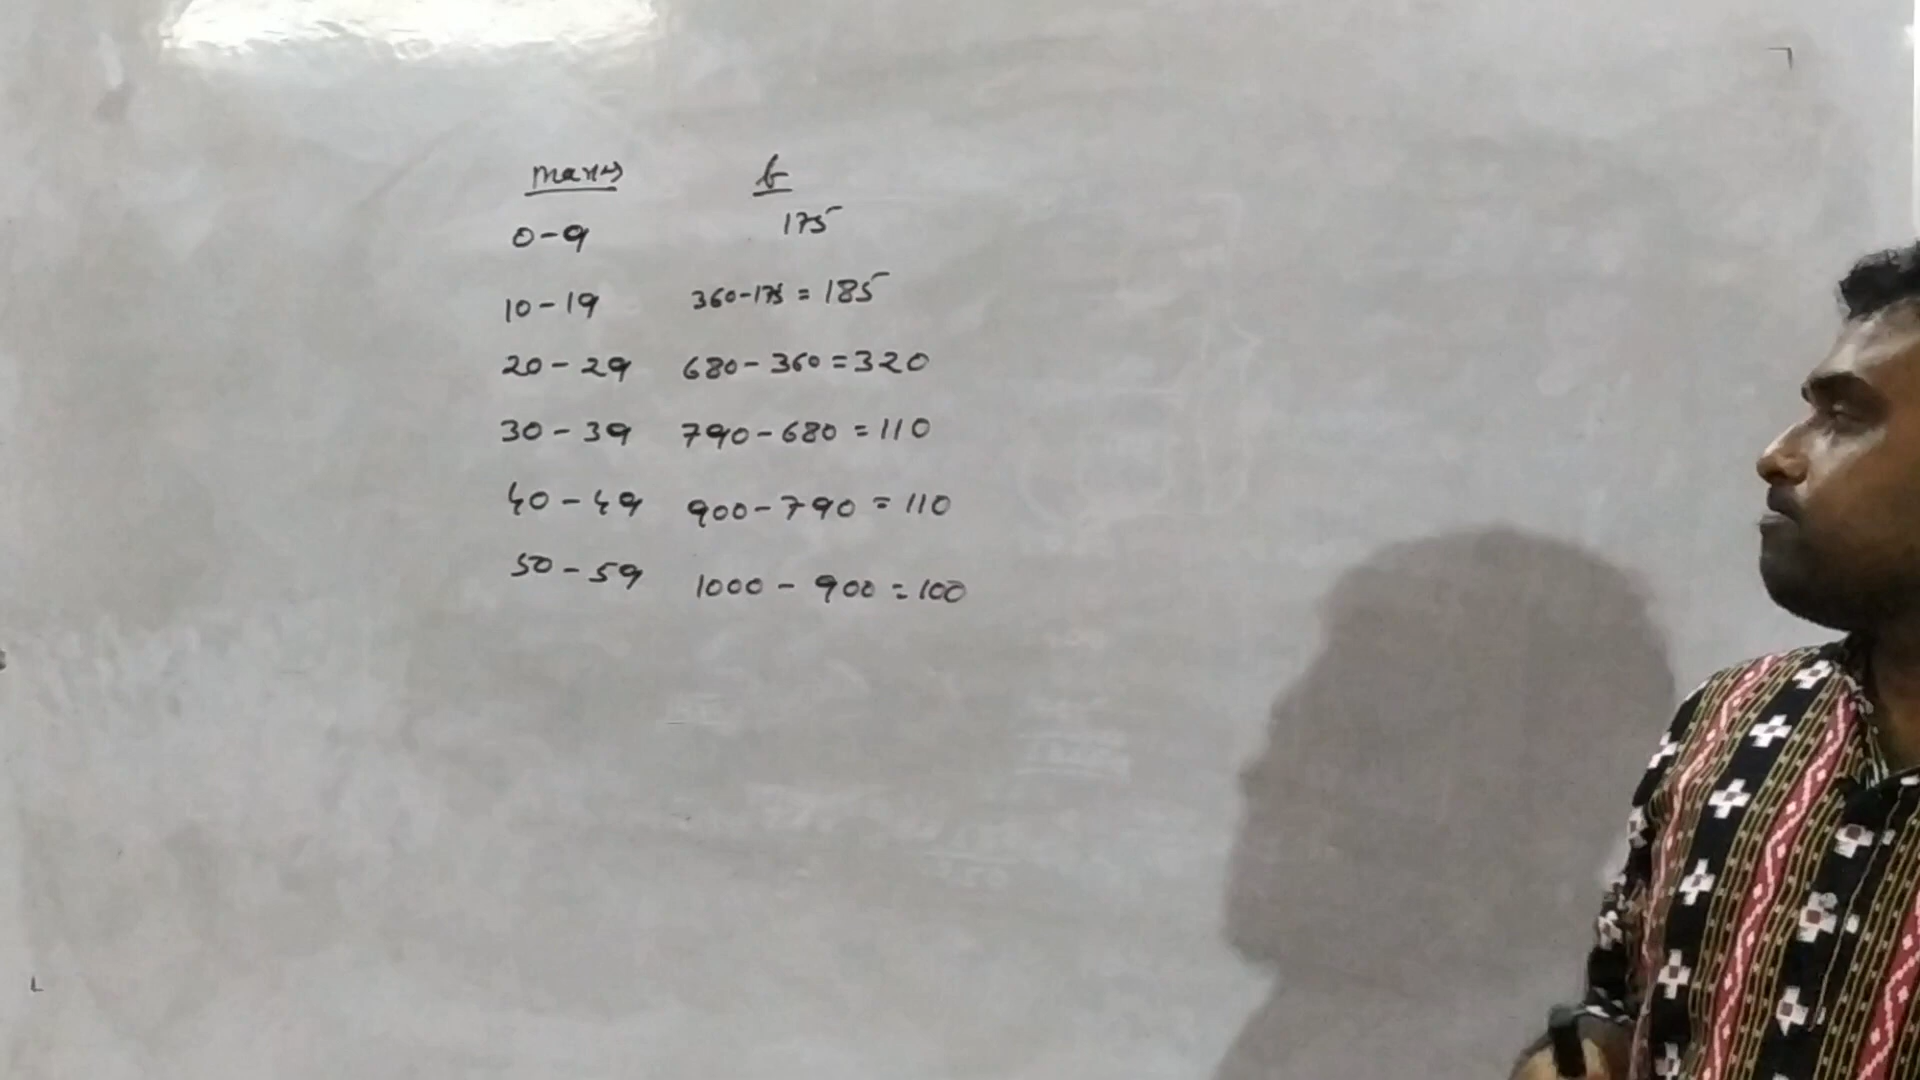 marks f
0-9 175
10-19 360-175 = 185
20-29 680-360 = 320
30-39 790-680 = 110
40-49 900-790 = 110
50-59 1000-900 = 100